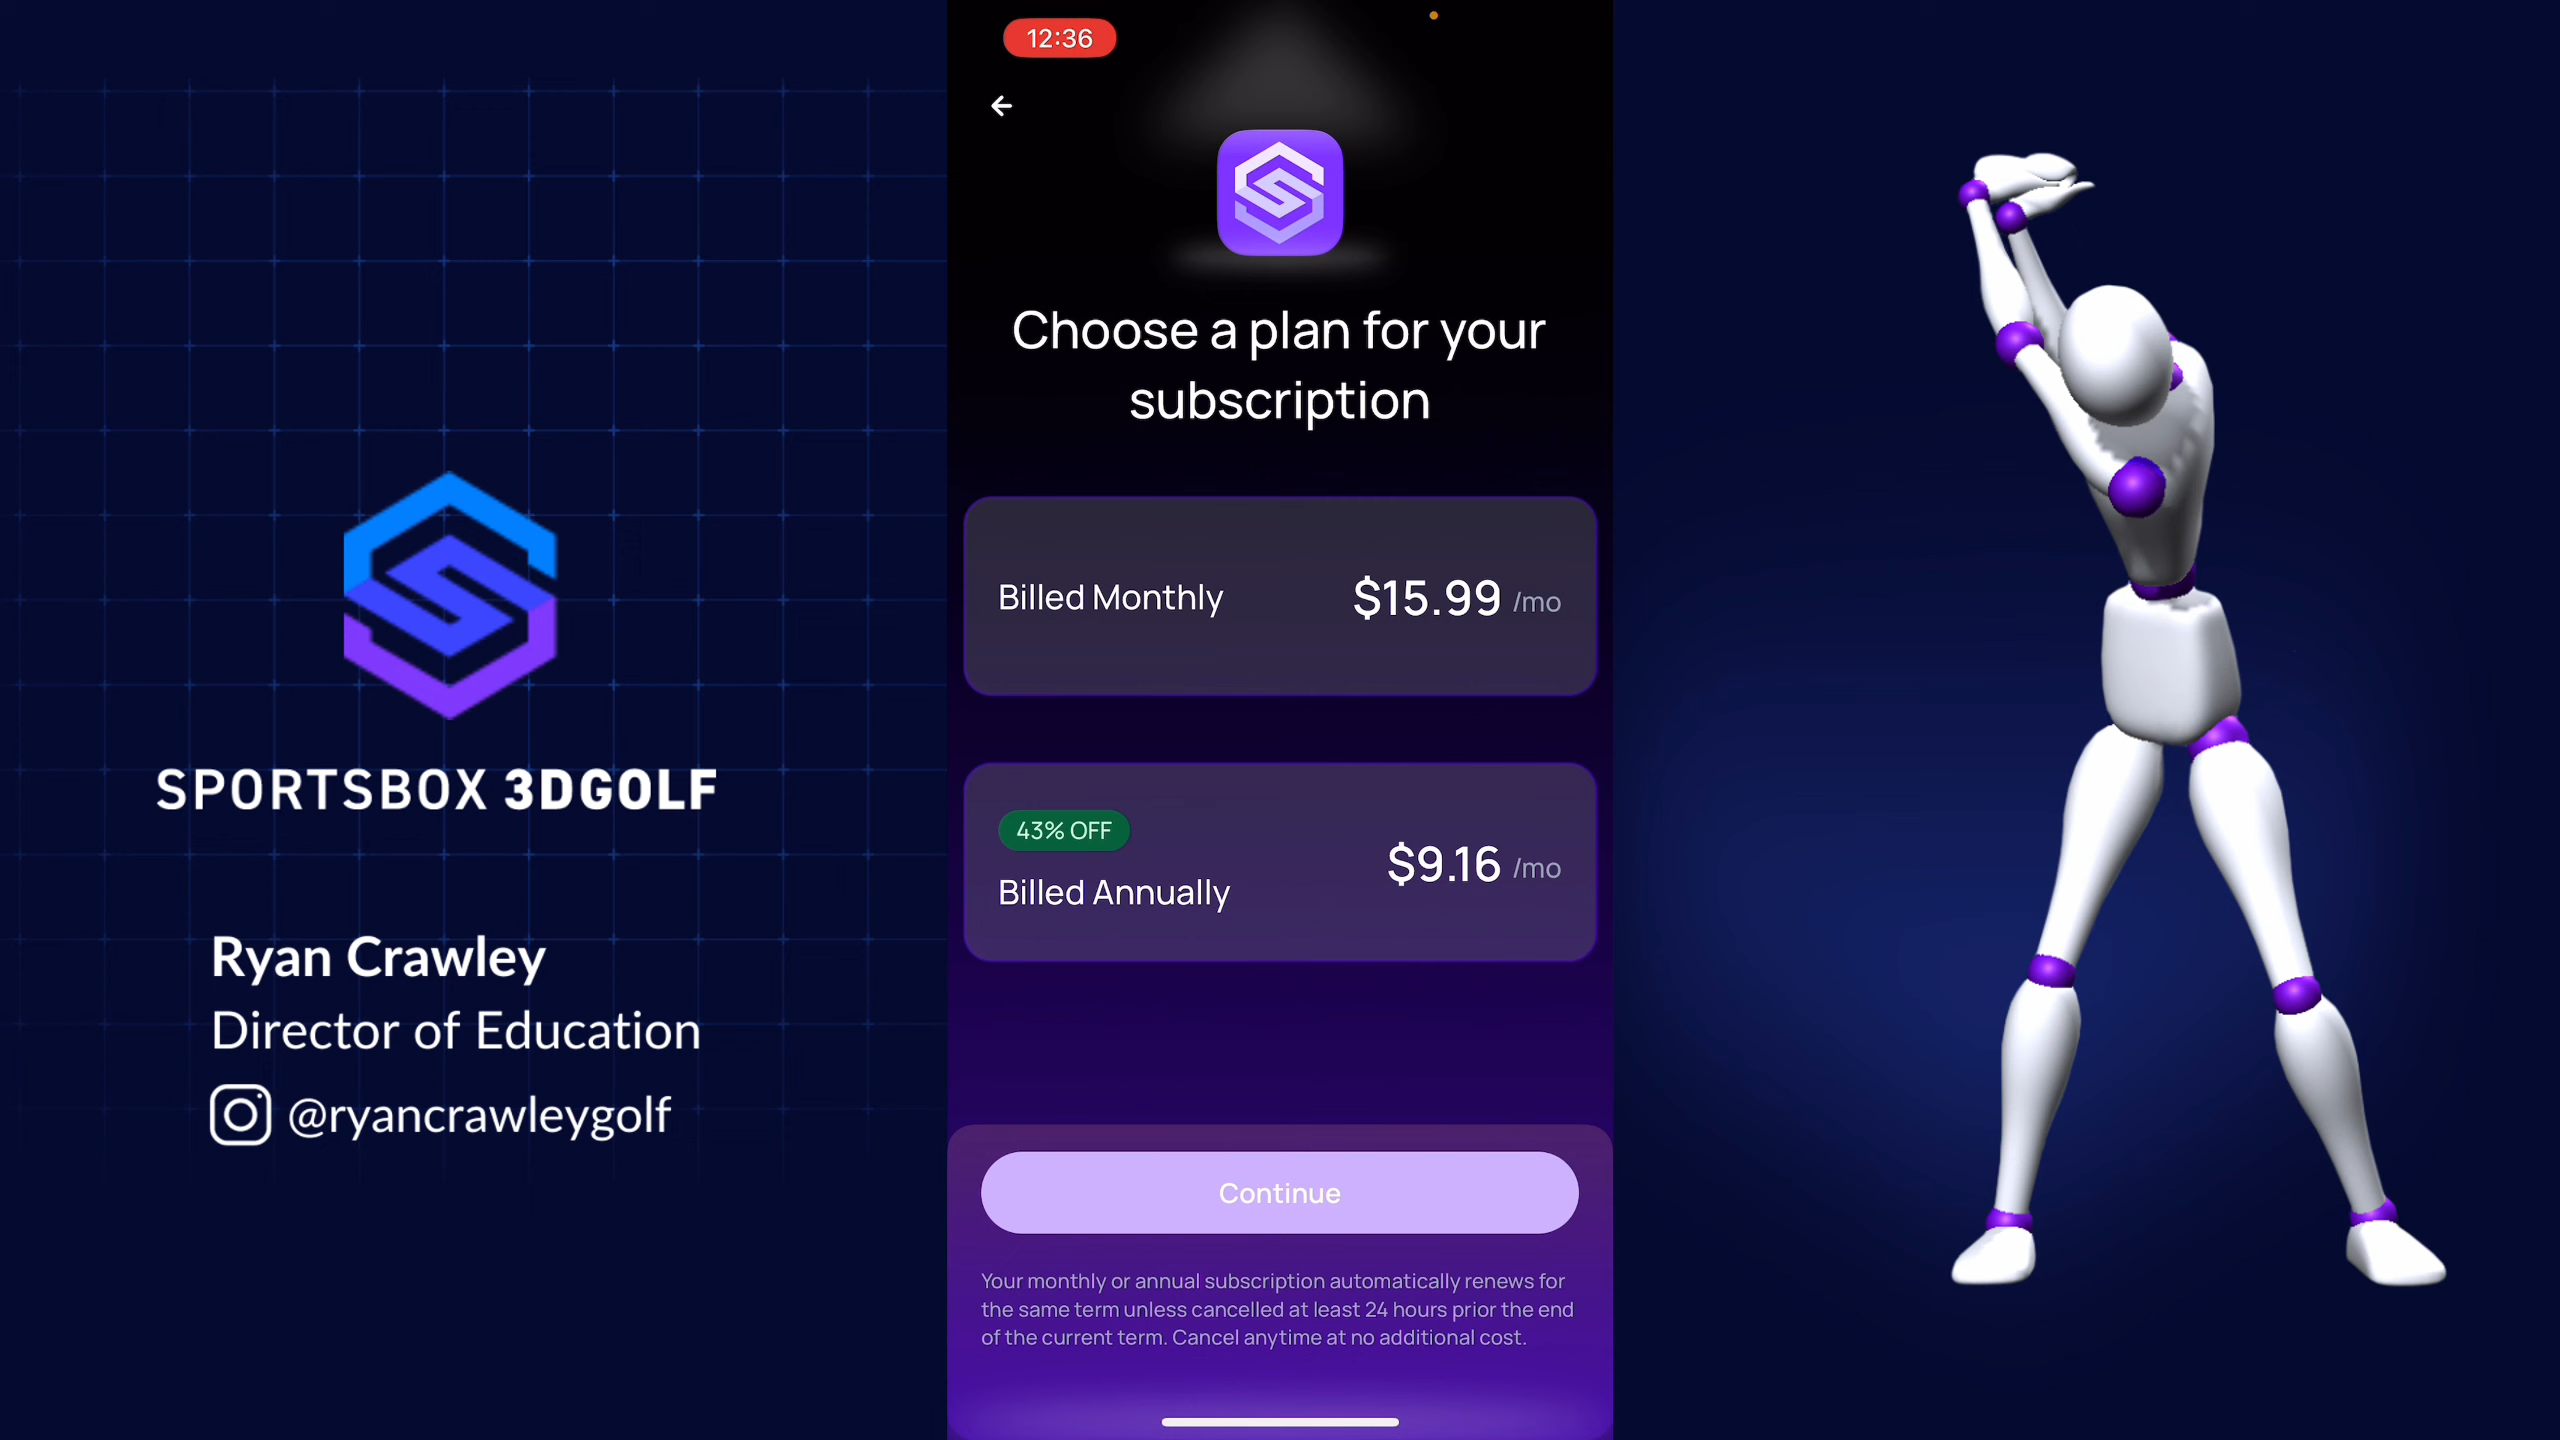 SPORTSBOX 3DGOLF
Ryan Crawley
Director of Education
@ryancrawleygolf
12:36
Choose a plan for your
subscription
Billed Monthly
$15.99 /mo
43% OFF
Billed Annually
$9.16 /mo
Continue
Your monthly or annual subscription automatically renews for
the same term unless cancelled at least 24 hours prior the end
of the current term. Cancel anytime at no additional cost.